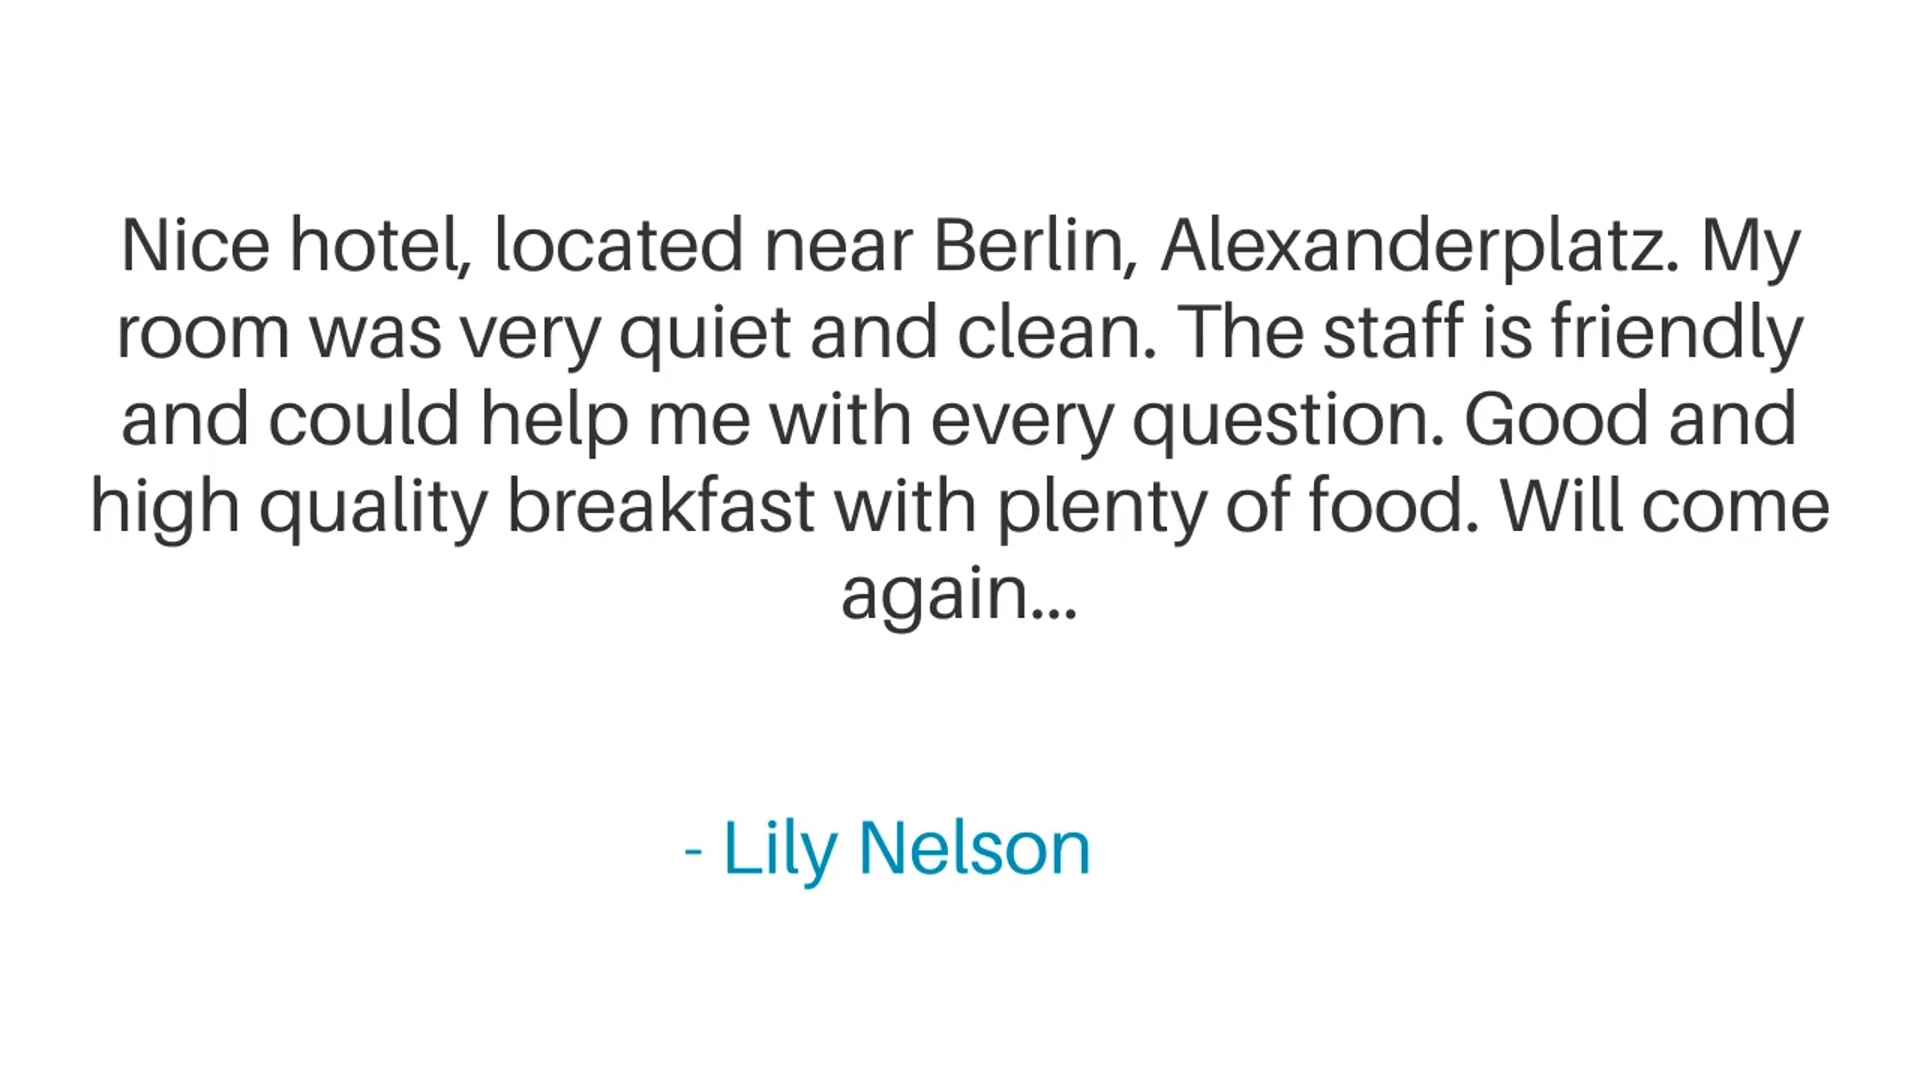 Nice hotel, located near Berlin, Alexanderplatz. My
room was very quiet and clean. The staff is friendly
and could help me with every question. Good and
high quality breakfast with plenty of food. Will come
again...
- Lily Nelson